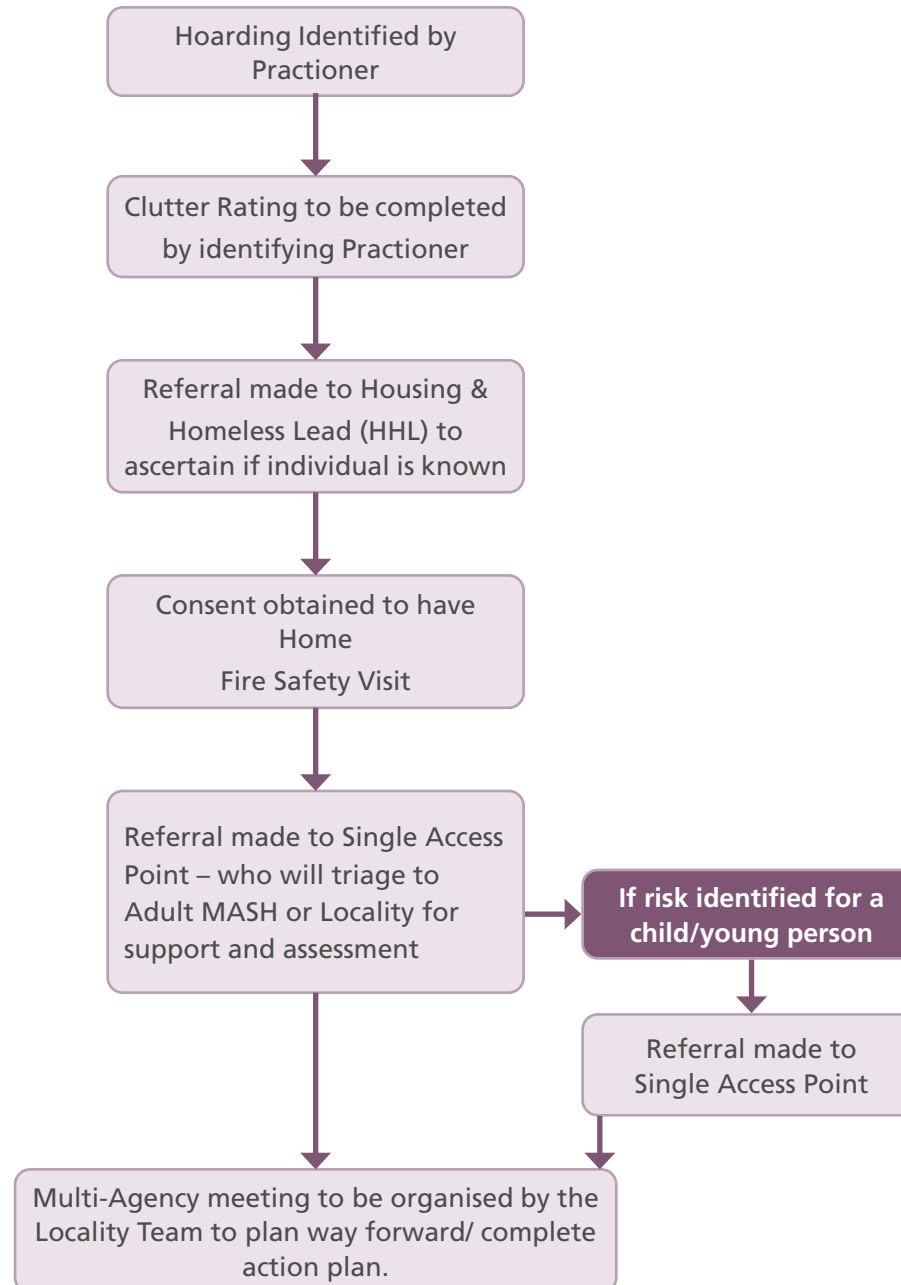 Hoarding Identified by
Practioner
Clutter Rating to be completed
by identifying Practioner
Referral made to Housing &
Homeless Lead (HHL) to
ascertain if individual is known
Consent obtained to have
Home
Fire Safety Visit
Referral made to Single Access
Point – who will triage to
Adult MASH or Locality for
support and assessment
If risk identified for a
child/young person
Referral made to
Single Access Point
Multi-Agency meeting to be organised by the
Locality Team to plan way forward/ complete
action plan.